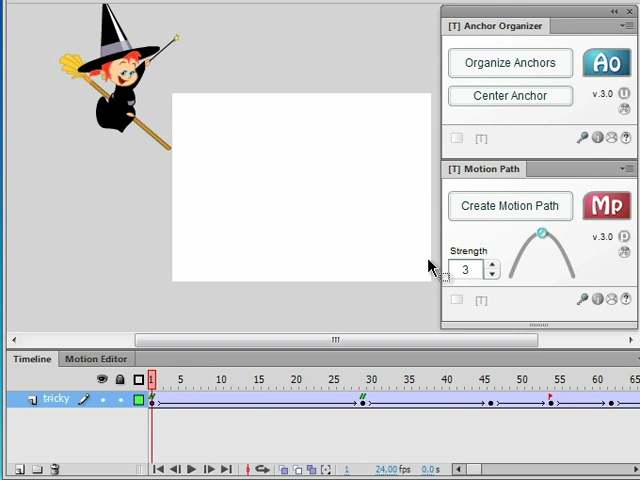 [T] Anchor Organizer
Organize Anchors
Ao
Center Anchor
v.3.0
U
[T]
[T] Motion Path
Create Motion Path
Mp
v.3.0
P
Strength
3
[T]
Timeline
Motion Editor
1 5 10 15 20 25 30 35 40 45 50 55 60 65
tricky
1 24.00 fps 0.0 s